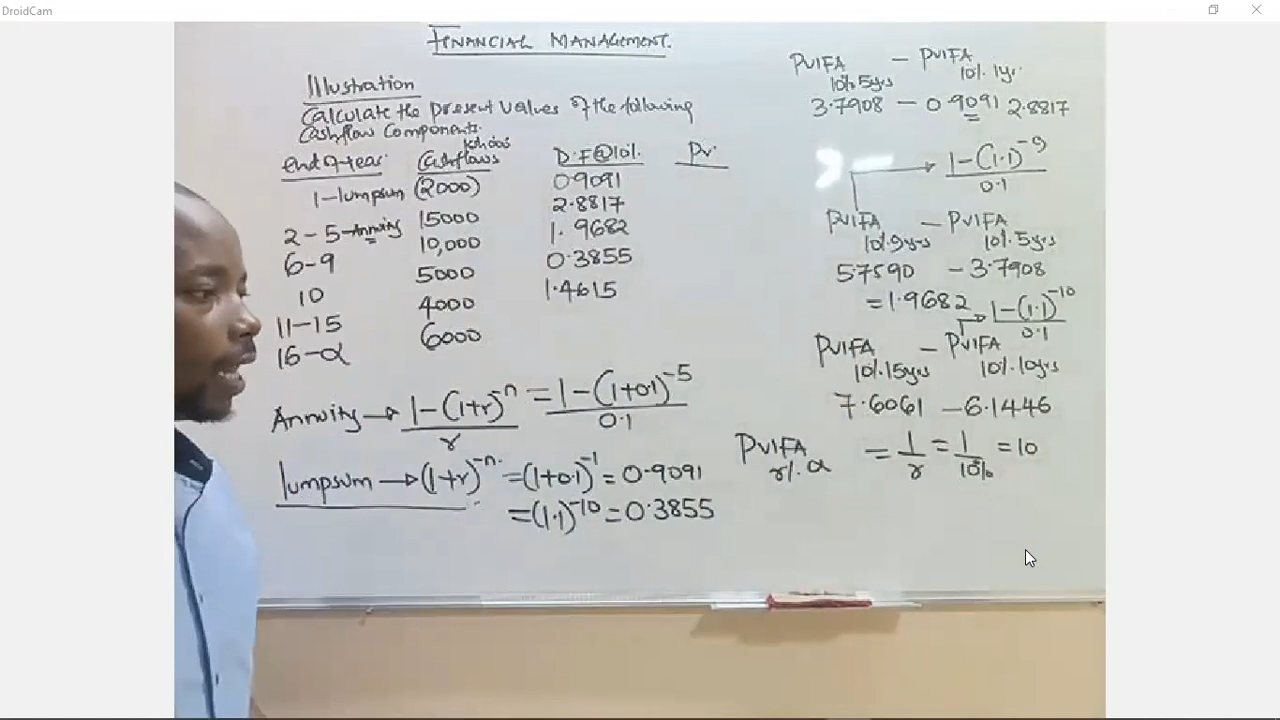 DroidCam
FINANCIAL MANAGEMENT.
Illustration
Calculate the present values of the following
Cashflow Components.
end of year Cashflows D.F@10% PV.
1-lumpsum (2000) 0.9091
2-5-Annuity 15000 2.8817
6-9 10,000 1.9682
10 5000 0.3855
11-15 4000 1.4615
16-α 6000
Annuity → 1-(1+r)^-n / r = 1-(1+0.1)^-5 / 0.1
lumpsum → (1+r)^-n. = (1+0.1)^-1 = 0.9091
= (1.1)^-10 = 0.3855
PVIFA 10% 5yrs - PVIFA 10% 1yr.
3.7908 - 0.9091 2.8817
1-(1.1)^-9 / 0.1
PVIFA 10% 9yrs - PVIFA 10% 5yrs
5.7590 - 3.7908
= 1.9682
1-(1.1)^-10 / 0.1
PVIFA 10% 15yrs - PVIFA 10% 10yrs
7.6061 - 6.1446
PVIFA r% α = 1/r = 1/10% = 10